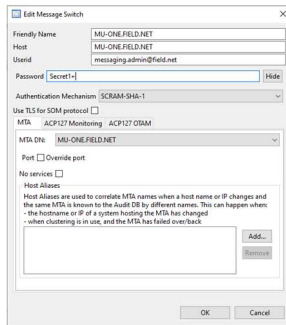 Edit Message Switch
Friendly Name MU-ONE.FIELD.NET
Host MU-ONE.FIELD.NET
Userid messaging.admin@field.net
Password Secret1+ Hide
Authentication Mechanism SCRAM-SHA-1
Use TLS for SOM protocol
MTA ACP127 Monitoring ACP127 OTAM
MTA DN: MU-ONE.FIELD.NET
Port Override port
No services
Host Aliases
Host Aliases are used to correlate MTA names when a host name or IP changes and
the same MTA is known to the Audit DB by different names. This can happen when:
- the hostname or IP of a system hosting the MTA has changed
- when clustering is in use, and the MTA has failed over/back
Add...
Remove
OK Cancel